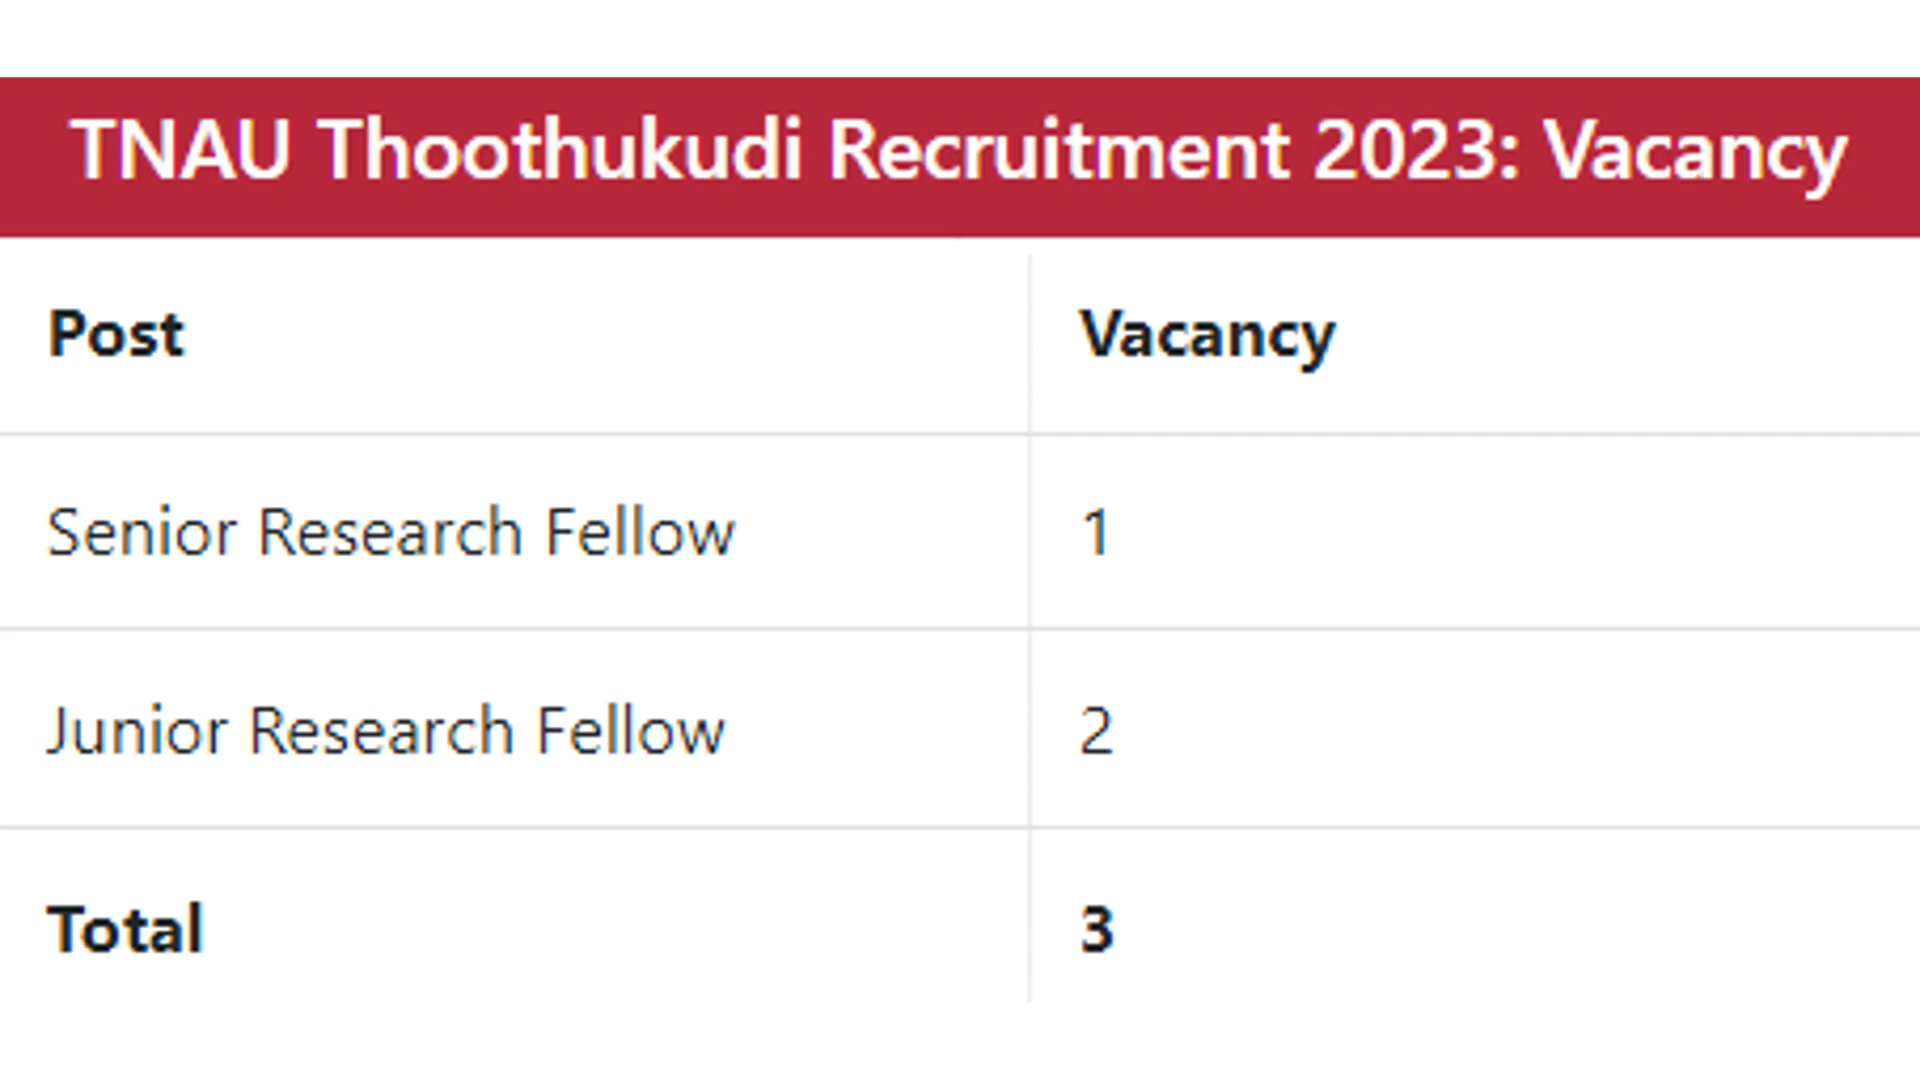 TNAU Thoothukudi Recruitment 2023: Vacancy
Post Vacancy
Senior Research Fellow 1
Junior Research Fellow 2
Total 3